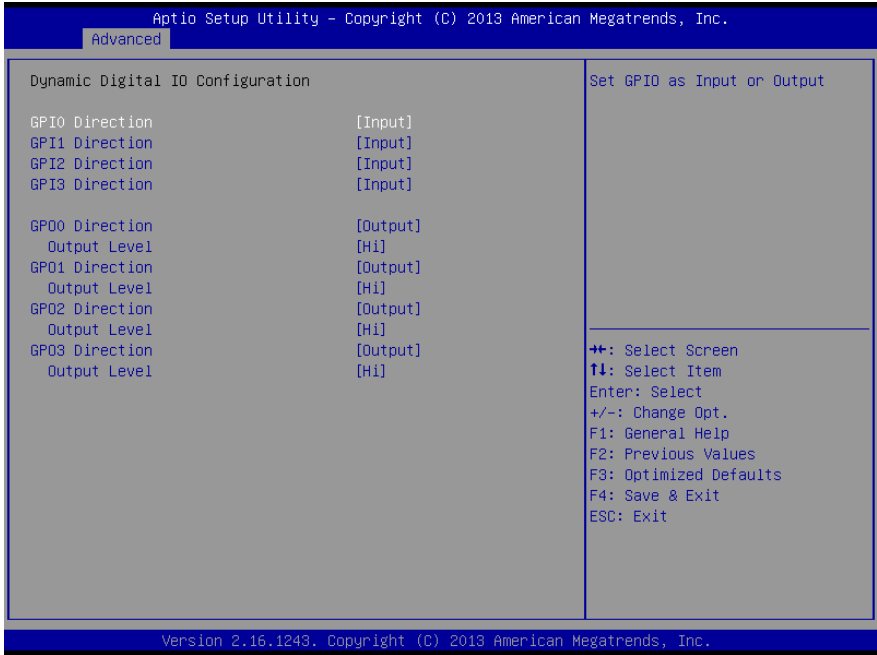 Aptio Setup Utility – Copyright (C) 2013 American Megatrends, Inc.
Advanced
Dynamic Digital IO Configuration
GPI0 Direction [Input]
GPI1 Direction [Input]
GPI2 Direction [Input]
GPI3 Direction [Input]
GPO0 Direction [Output]
Output Level [Hi]
GPO1 Direction [Output]
Output Level [Hi]
GPO2 Direction [Output]
Output Level [Hi]
GPO3 Direction [Output]
Output Level [Hi]
Set GPIO as Input or Output
→←: Select Screen
↑↓: Select Item
Enter: Select
+/-: Change Opt.
F1: General Help
F2: Previous Values
F3: Optimized Defaults
F4: Save & Exit
ESC: Exit
Version 2.16.1243. Copyright (C) 2013 American Megatrends, Inc.